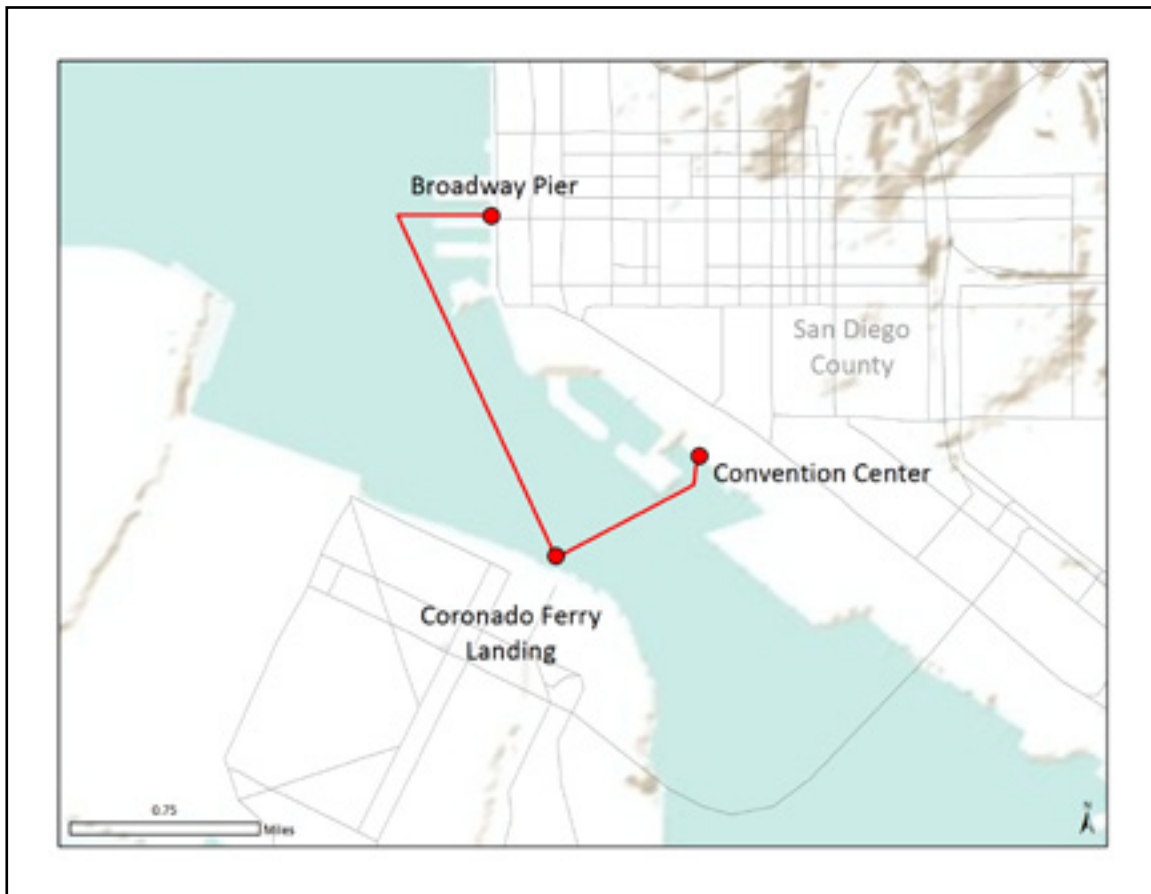 Broadway Pier
San Diego
County
Convention Center
Coronado Ferry
Landing
0.75
Miles
N